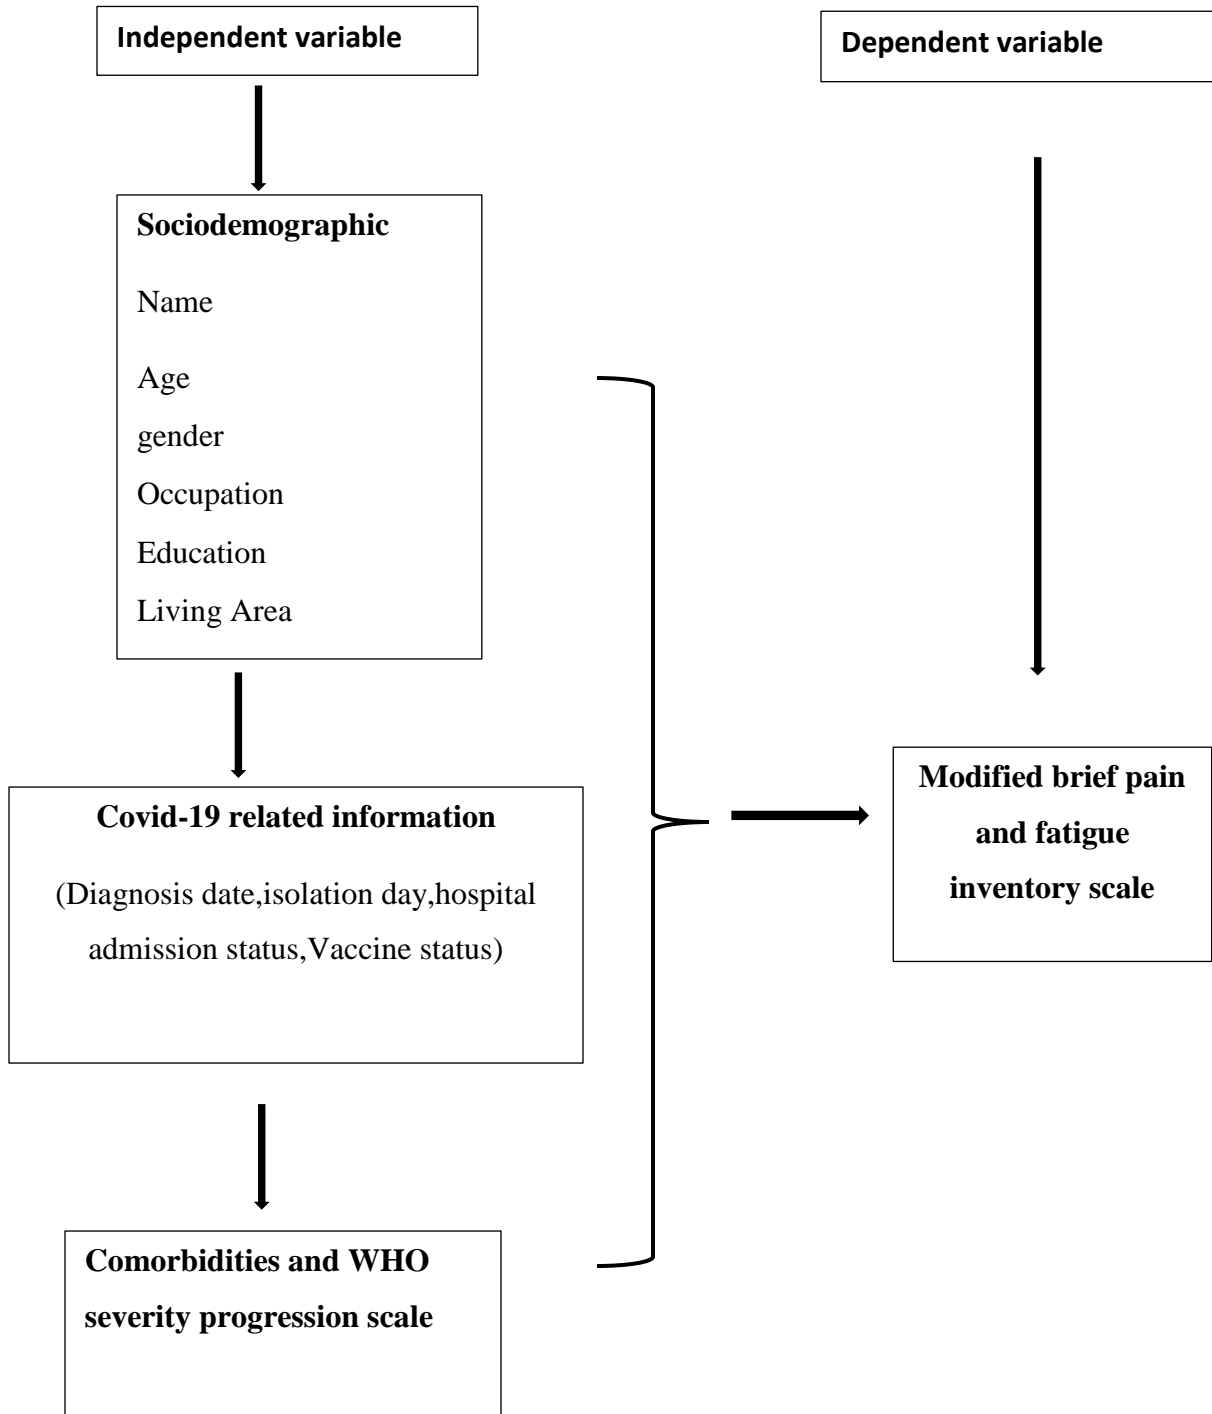 Independent variable
Dependent variable
Sociodemographic
Name
Age
gender
Occupation
Education
Living Area
Covid-19 related information
(Diagnosis date,isolation day,hospital
admission status,Vaccine status)
Modified brief pain
and fatigue
inventory scale
Comorbidities and WHO
severity progression scale